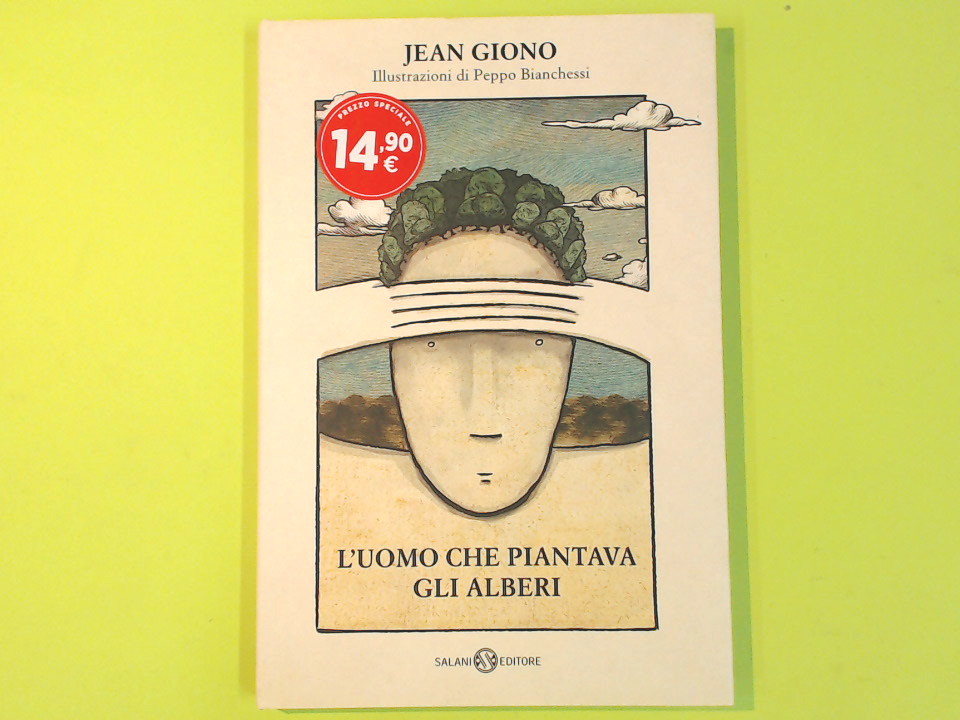 JEAN GIONO
Illustrazioni di Peppo Bianchessi
PREZZO SPECIALE
14,90
€
L'UOMO CHE PIANTAVA
GLI ALBERI
SALANI EDITORE